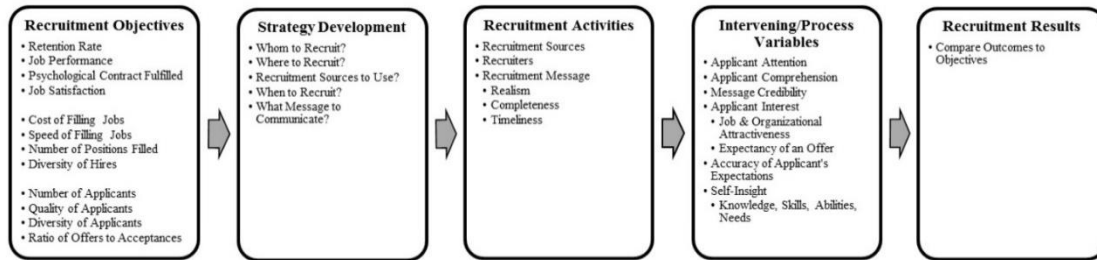 Recruitment Objectives
• Retention Rate
• Job Performance
• Psychological Contract Fulfilled
• Job Satisfaction
• Cost of Filling Jobs
• Speed of Filling Jobs
• Number of Positions Filled
• Diversity of Hires
• Number of Applicants
• Quality of Applicants
• Diversity of Applicants
• Ratio of Offers to Acceptances
Strategy Development
• Whom to Recruit?
• Where to Recruit?
• Recruitment Sources to Use?
• When to Recruit?
• What Message to
Communicate?
Recruitment Activities
• Recruitment Sources
• Recruiters
• Recruitment Message
• Realism
• Completeness
• Timeliness
Intervening/Process
Variables
• Applicant Attention
• Applicant Comprehension
• Message Credibility
• Applicant Interest
• Job & Organizational
Attractiveness
• Expectancy of an Offer
• Accuracy of Applicant's
Expectations
• Self-Insight
• Knowledge, Skills, Abilities,
Needs
Recruitment Results
• Compare Outcomes to
Objectives